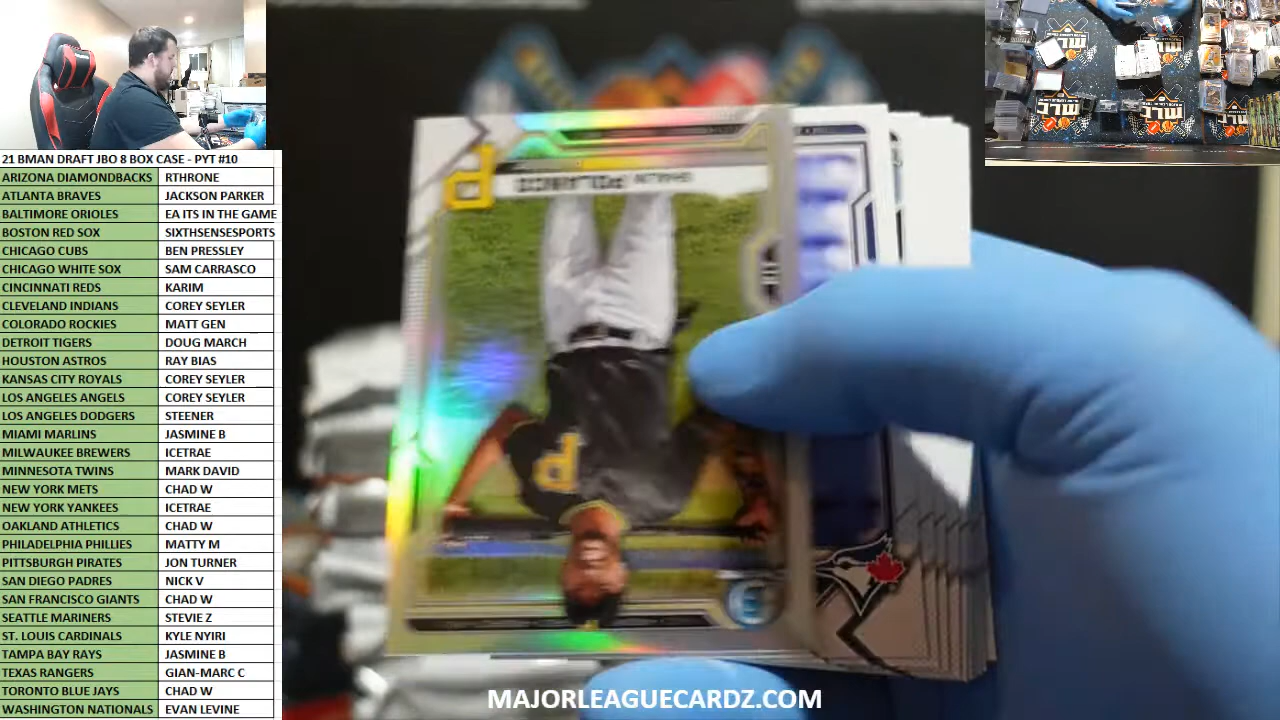 21 BMAN DRAFT JBO 8 BOX CASE - PYT #10
ARIZONA DIAMONDBACKS RTHRONE
ATLANTA BRAVES JACKSON PARKER
BALTIMORE ORIOLES EA ITS IN THE GAME
BOSTON RED SOX SIXTHSENSESPORTS
CHICAGO CUBS BEN PRESSLEY
CHICAGO WHITE SOX SAM CARRASCO
CINCINNATI REDS KARIM
CLEVELAND INDIANS COREY SEYLER
COLORADO ROCKIES MATT GEN
DETROIT TIGERS DOUG MARCH
HOUSTON ASTROS RAY BIAS
KANSAS CITY ROYALS COREY SEYLER
LOS ANGELES ANGELS COREY SEYLER
LOS ANGELES DODGERS STEENER
MIAMI MARLINS JASMINE B
MILWAUKEE BREWERS ICETRAE
MINNESOTA TWINS MARK DAVID
NEW YORK METS CHAD W
NEW YORK YANKEES ICETRAE
OAKLAND ATHLETICS CHAD W
PHILADELPHIA PHILLIES MATTY M
PITTSBURGH PIRATES JON TURNER
SAN DIEGO PADRES NICK V
SAN FRANCISCO GIANTS CHAD W
SEATTLE MARINERS STEVIE Z
ST. LOUIS CARDINALS KYLE NYIRI
TAMPA BAY RAYS JASMINE B
TEXAS RANGERS GIAN-MARC C
TORONTO BLUE JAYS CHAD W
WASHINGTON NATIONALS EVAN LEVINE
P
POLANCO
P
MLC
MLC
MAJORLEAGUECARDZ.COM